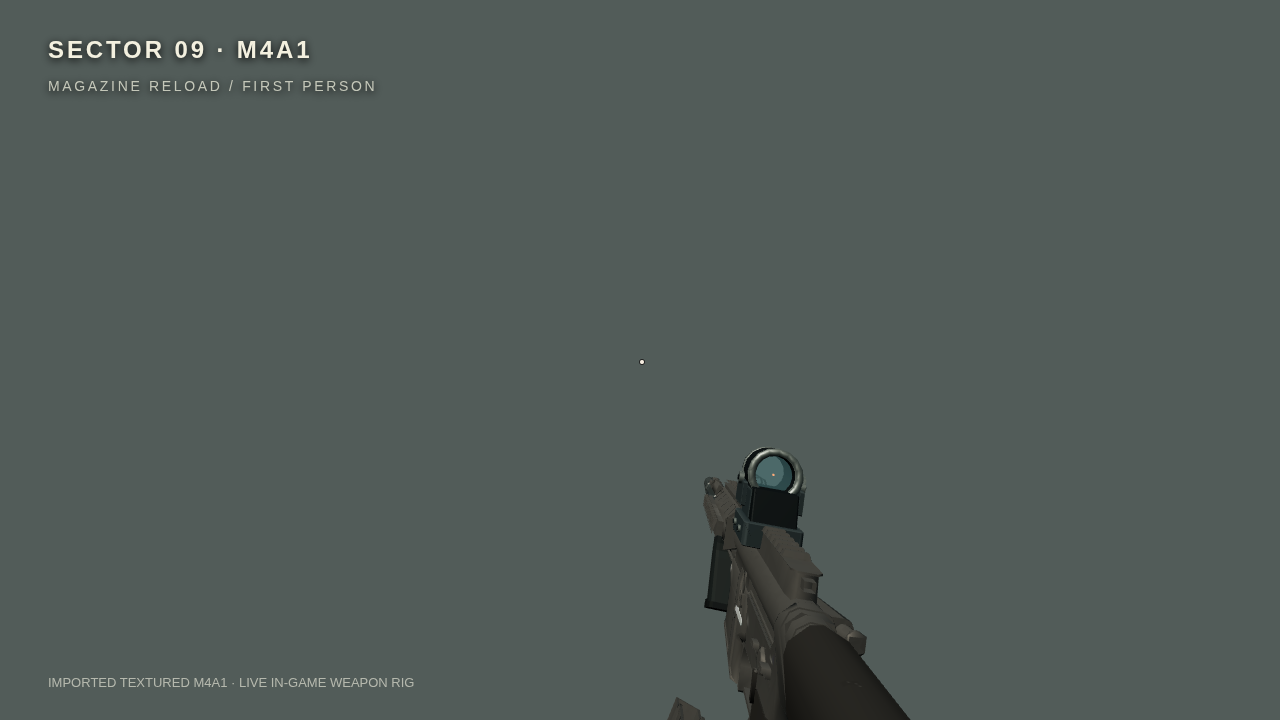 SECTOR 09 · M4A1
MAGAZINE RELOAD / FIRST PERSON
IMPORTED TEXTURED M4A1 · LIVE IN-GAME WEAPON RIG